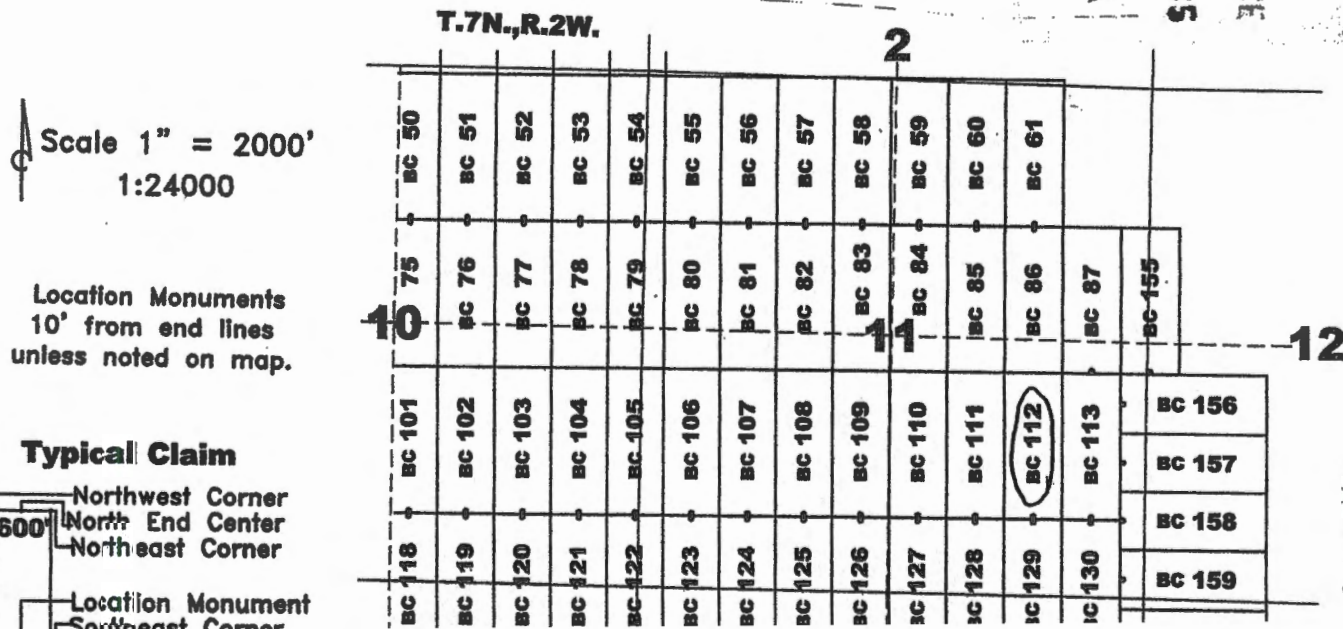 T.7N.,R.2W.
2
Scale 1" = 2000'
1:24000
BC 50 BC 51 BC 52 BC 53 BC 54 BC 55 BC 56 BC 57 BC 58 BC 59 BC 60 BC 61
Location Monuments
10' from end lines
unless noted on map.
75 BC 76 BC 77 BC 78 BC 79 BC 80 BC 81 BC 82 BC 83 BC 84 BC 85 BC 86 BC 87 BC 155
10 11 12
BC 101 BC 102 BC 103 BC 104 BC 105 BC 106 BC 107 BC 108 BC 109 BC 110 BC 111 BC 112 BC 113
BC 156
BC 157
BC 158
BC 159
BC 118 BC 119 BC 120 BC 121 BC 122 BC 123 BC 124 BC 125 BC 126 BC 127 BC 128 BC 129 BC 130
Typical Claim
Northwest Corner
600' North End Center
Northeast Corner
Location Monument
Southeast Corner